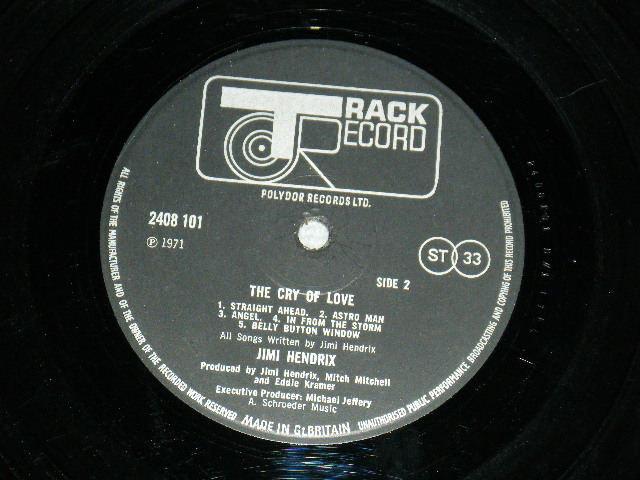 TRACK
RECORD
POLYDOR RECORDS LTD.
2408 101
℗ 1971
ST 33
SIDE 2
THE CRY OF LOVE
1. STRAIGHT AHEAD. 2. ASTRO MAN
3. ANGEL. 4. IN FROM THE STORM
5. BELLY BUTTON WINDOW
All Songs Written by Jimi Hendrix
JIMI HENDRIX
Produced by Jimi Hendrix, Mitch Mitchell
and Eddie Kramer
Executive Producer: Michael Jeffery
A. Schroeder Music
ALL RIGHTS OF THE MANUFACTURER AND OF THE OWNER OF THE RECORDED WORK RESERVED
MADE IN Gt. BRITAIN
UNAUTHORISED PUBLIC PERFORMANCE BROADCASTING AND COPYING OF THIS RECORD PROHIBITED